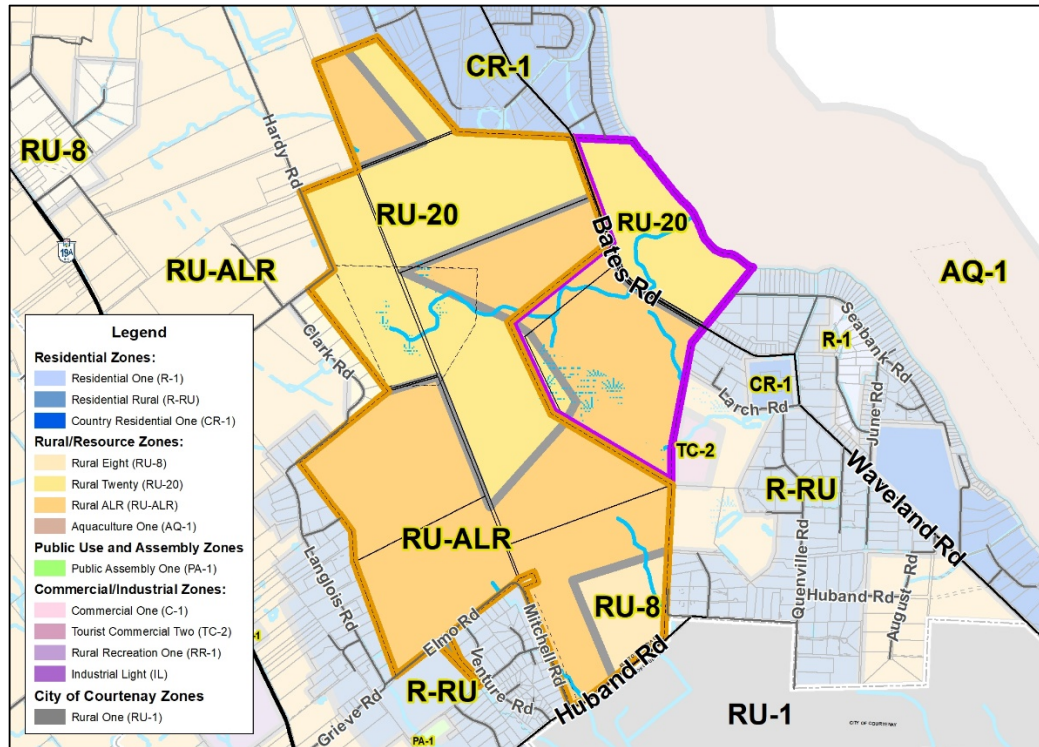 CR-1
RU-8
Hardy Rd
19A
RU-20
RU-20
Bates Rd
RU-ALR
AQ-1
Clark Rd
Seabank Rd
R-1
CR-1
Larch Rd
June Rd
TC-2
R-RU
Waveland Rd
RU-ALR
Langlois Rd
Quenville Rd
Huband Rd
August Rd
RU-8
Elmo Rd
Mitchell Rd
Venture Rd
R-RU
Huband Rd
Grieve Rd
PA-1
RU-1
CITY OF COURTENAY
-1
Legend
Residential Zones:
Residential One (R-1)
Residential Rural (R-RU)
Country Residential One (CR-1)
Rural/Resource Zones:
Rural Eight (RU-8)
Rural Twenty (RU-20)
Rural ALR (RU-ALR)
Aquaculture One (AQ-1)
Public Use and Assembly Zones
Public Assembly One (PA-1)
Commercial/Industrial Zones:
Commercial One (C-1)
Tourist Commercial Two (TC-2)
Rural Recreation One (RR-1)
Industrial Light (IL)
City of Courtenay Zones
Rural One (RU-1)